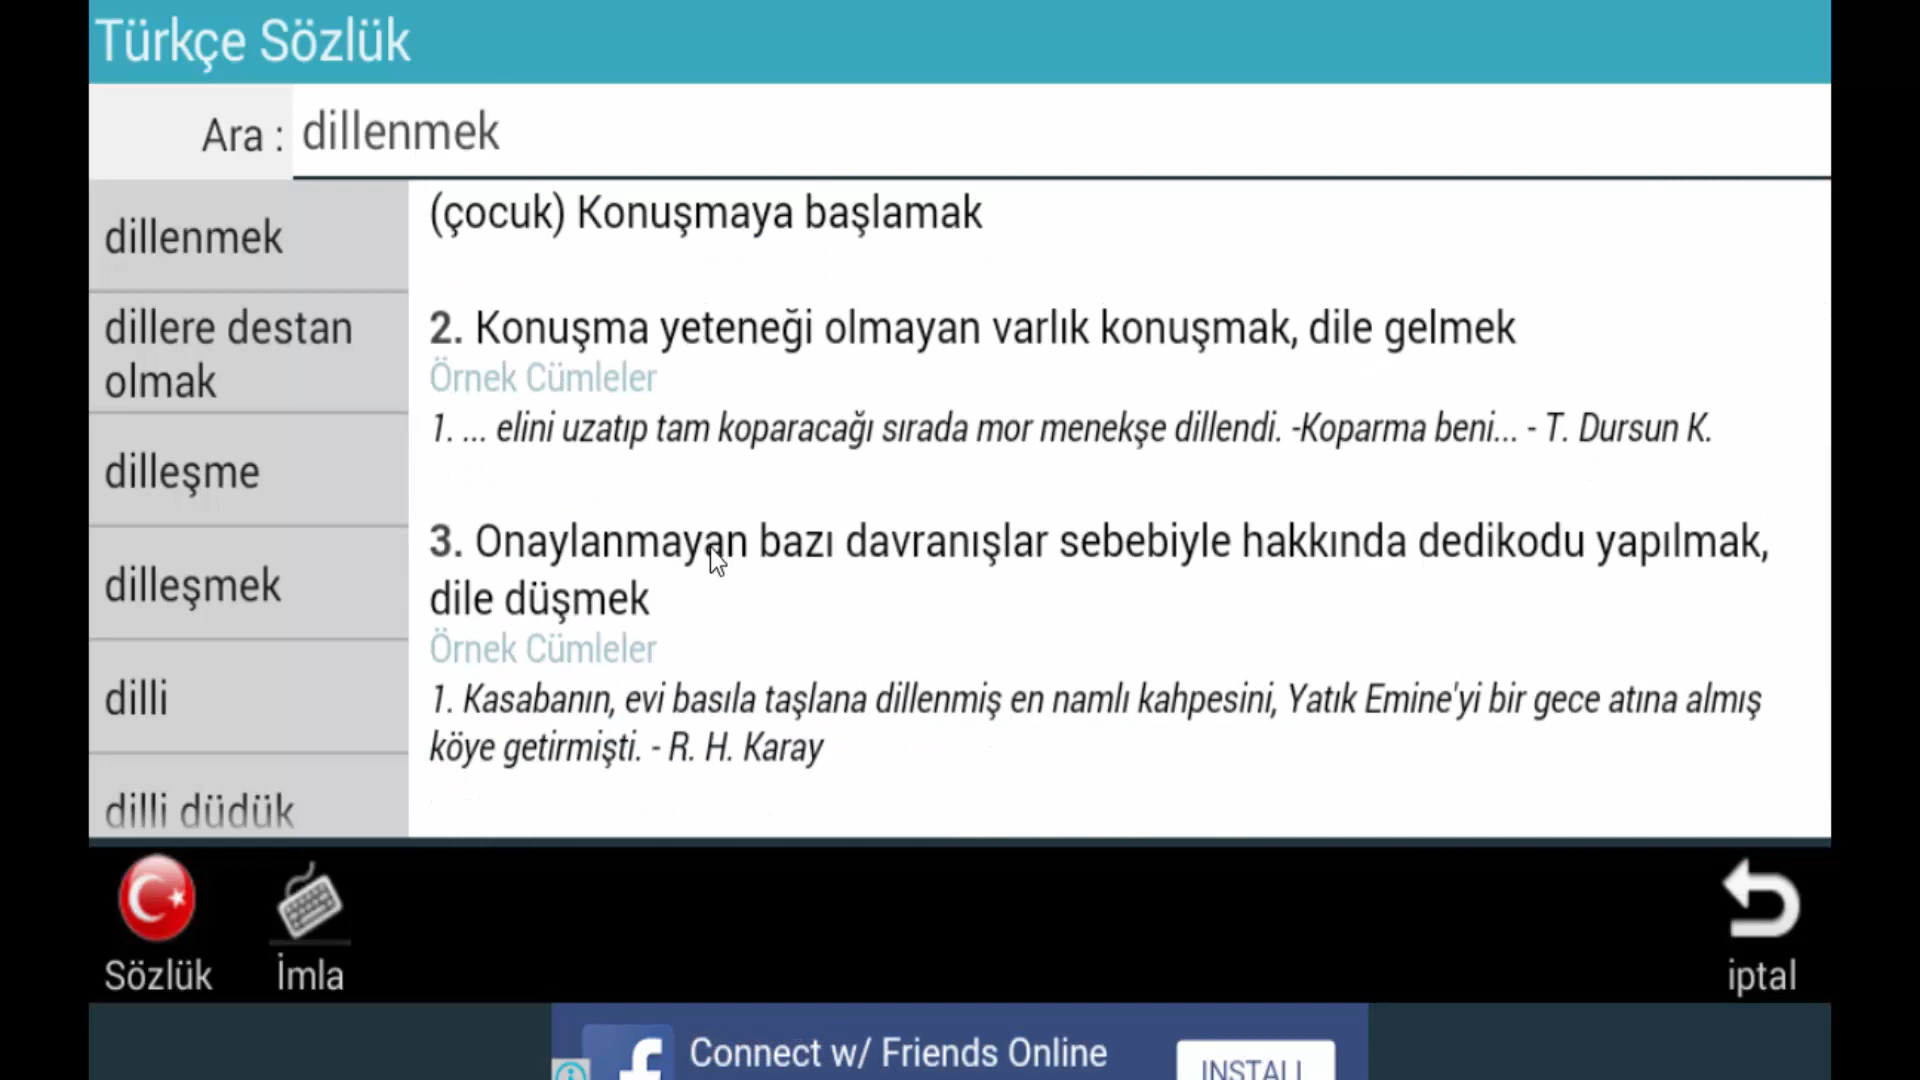 Türkçe Sözlük
Ara : dillenmek
dillenmek
dillere destan
olmak
dilleşme
dilleşmek
dilli
dilli düdük
(çocuk) Konuşmaya başlamak
2. Konuşma yeteneği olmayan varlık konuşmak, dile gelmek
Örnek Cümleler
1. ... elini uzatıp tam koparacağı sırada mor menekşe dillendi. -Koparma beni... - T. Dursun K.
3. Onaylanmayan bazı davranışlar sebebiyle hakkında dedikodu yapılmak,
dile düşmek
Örnek Cümleler
1. Kasabanın, evi basıla taşlana dillenmiş en namlı kahpesini, Yatık Emine'yi bir gece atına almış
köye getirmişti. - R. H. Karay
Sözlük
İmla
iptal
Connect w/ Friends Online
INSTALL